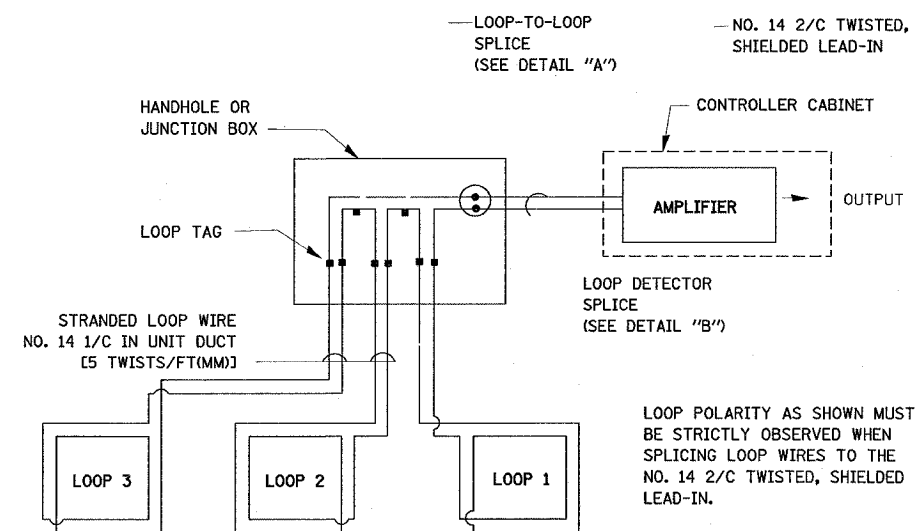 LOOP-TO-LOOP
SPLICE
(SEE DETAIL "A")
NO. 14 2/C TWISTED,
SHIELDED LEAD-IN
HANDHOLE OR
JUNCTION BOX
CONTROLLER CABINET
AMPLIFIER
OUTPUT
LOOP TAG
LOOP DETECTOR
SPLICE
(SEE DETAIL "B")
STRANDED LOOP WIRE
NO. 14 1/C IN UNIT DUCT
[5 TWISTS/FT(MM)]
LOOP POLARITY AS SHOWN MUST
BE STRICTLY OBSERVED WHEN
SPLICING LOOP WIRES TO THE
NO. 14 2/C TWISTED, SHIELDED
LEAD-IN.
LOOP 3
LOOP 2
LOOP 1